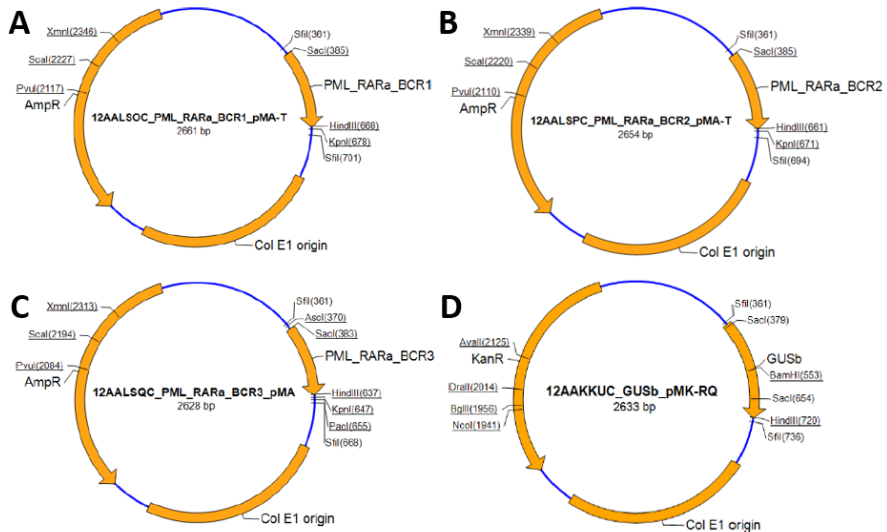 A
XmnI(2346)
SfiI(361)
SacI(385)
ScaI(2227)
PML_RARa_BCR1
PvuI(2117)
AmpR
12AALSOC_PML_RARa_BCR1_pMA-T
2661 bp
HindIII(668)
KpnI(678)
SfiI(701)
Col E1 origin
B
XmnI(2339)
SfiI(361)
SacI(385)
ScaI(2220)
PML_RARa_BCR2
PvuI(2110)
AmpR
12AALSPC_PML_RARa_BCR2_pMA-T
2654 bp
HindIII(661)
KpnI(671)
SfiI(694)
Col E1 origin
C
XmnI(2313)
SfiI(361)
AscI(370)
SacI(383)
ScaI(2194)
PML_RARa_BCR3
PvuI(2084)
AmpR
12AALSQC_PML_RARa_BCR3_pMA
2628 bp
HindIII(637)
KpnI(647)
PacI(655)
SfiI(668)
Col E1 origin
D
SfiI(361)
SacI(379)
AvaII(2125)
KanR
GUSb
BamHI(553)
DraII(2014)
12AAKKUC_GUSb_pMK-RQ
2633 bp
SacI(654)
BglII(1956)
HindIII(720)
NcoI(1941)
SfiI(736)
Col E1 origin